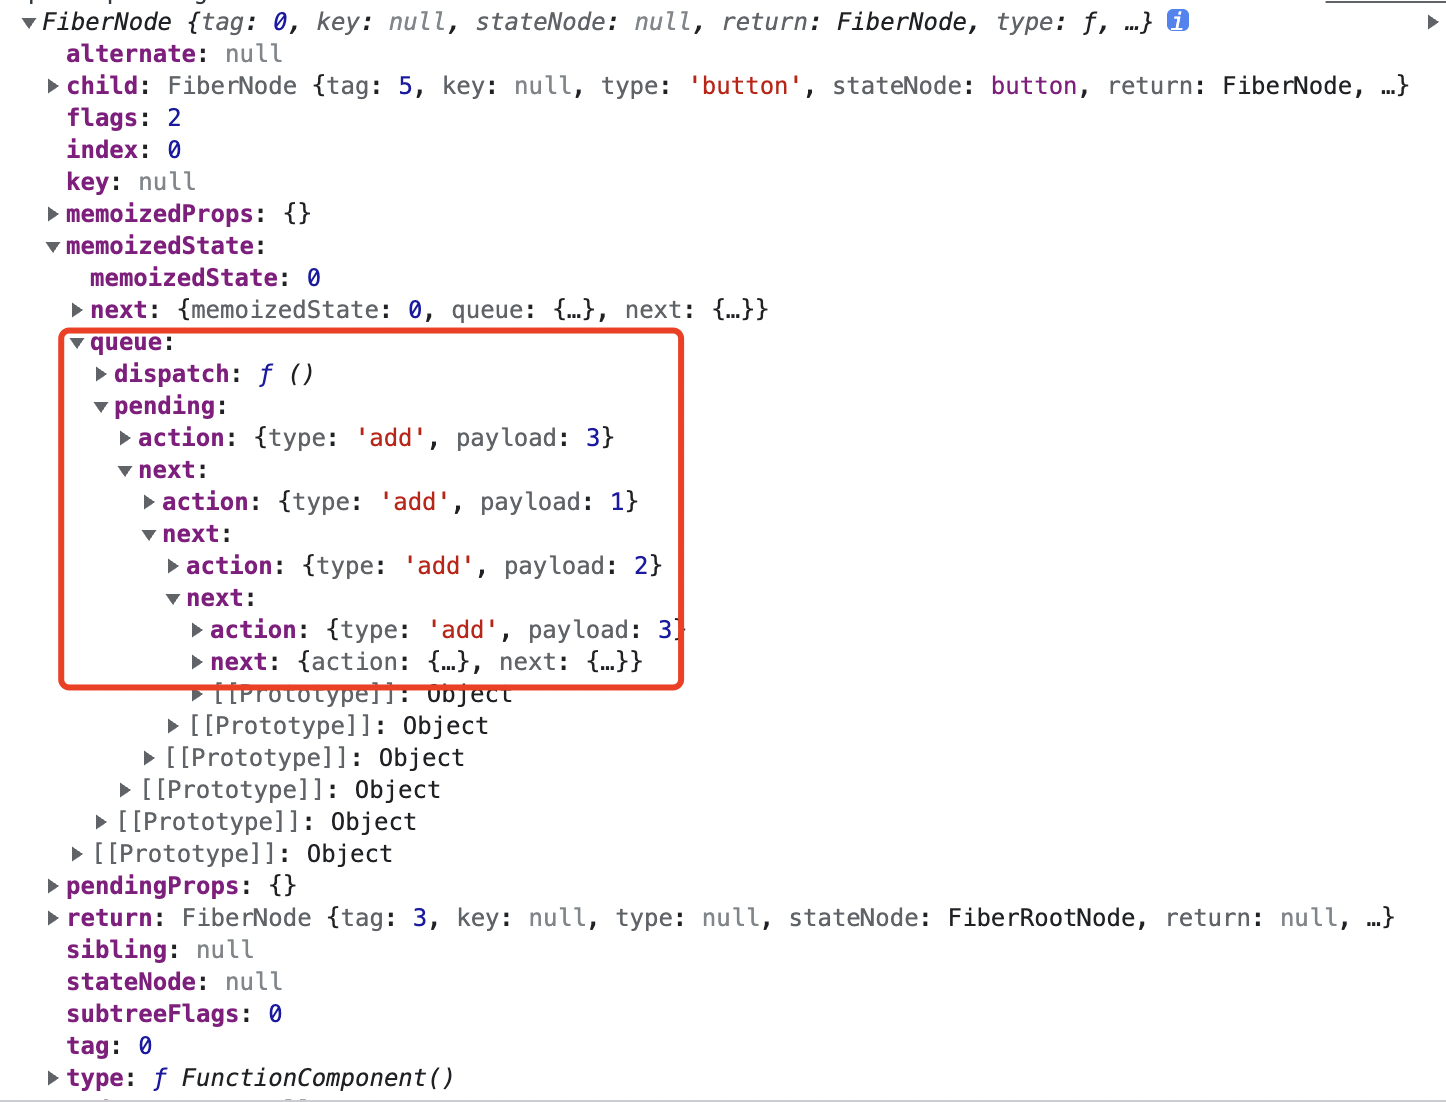 FiberNode {tag: 0, key: null, stateNode: null, return: FiberNode, type: ƒ, …} i
alternate: null
child: FiberNode {tag: 5, key: null, type: 'button', stateNode: button, return: FiberNode, …}
flags: 2
index: 0
key: null
memoizedProps: {}
memoizedState:
memoizedState: 0
next: {memoizedState: 0, queue: {…}, next: {…}}
queue:
dispatch: ƒ ()
pending:
action: {type: 'add', payload: 3}
next:
action: {type: 'add', payload: 1}
next:
action: {type: 'add', payload: 2}
next:
action: {type: 'add', payload: 3}
next: {action: {…}, next: {…}}
[[Prototype]]: Object
[[Prototype]]: Object
[[Prototype]]: Object
[[Prototype]]: Object
[[Prototype]]: Object
[[Prototype]]: Object
pendingProps: {}
return: FiberNode {tag: 3, key: null, type: null, stateNode: FiberRootNode, return: null, …}
sibling: null
stateNode: null
subtreeFlags: 0
tag: 0
type: ƒ FunctionComponent()